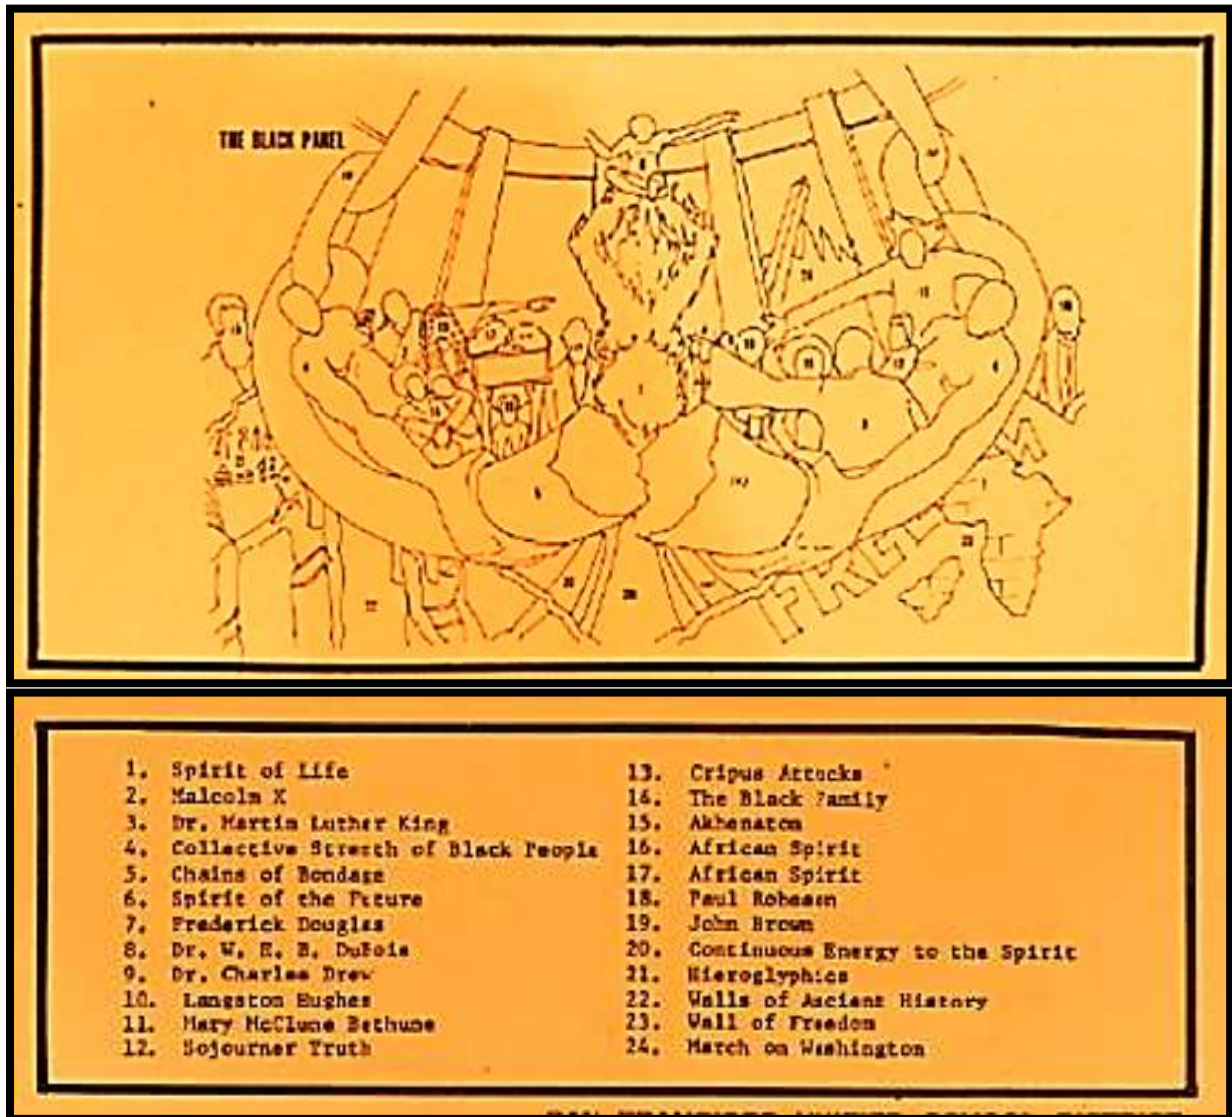 THE BLACK PANEL
1. Spirit of Life
2. Malcolm X
3. Dr. Martin Luther King
4. Collective Stregth of Black People
5. Chains of Bondage
6. Spirit of the Future
7. Frederick Douglas
8. Dr. W. E. B. DuBois
9. Dr. Charles Drew
10. Langston Hughes
11. Mary McClune Bethune
12. Sojourner Truth
13. Cripus Attucks
14. The Black Family
15. Akhenaton
16. African Spirit
17. African Spirit
18. Paul Robeson
19. John Brown
20. Continuous Energy to the Spirit
21. Hieroglyphics
22. Walls of Ancient History
23. Wall of Freedom
24. March on Washington